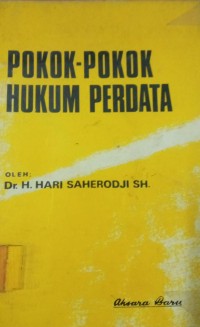 POKOK-POKOK
HUKUM PERDATA
OLEH:
Dr. H. HARI SAHERODJI SH.
Aksara Baru